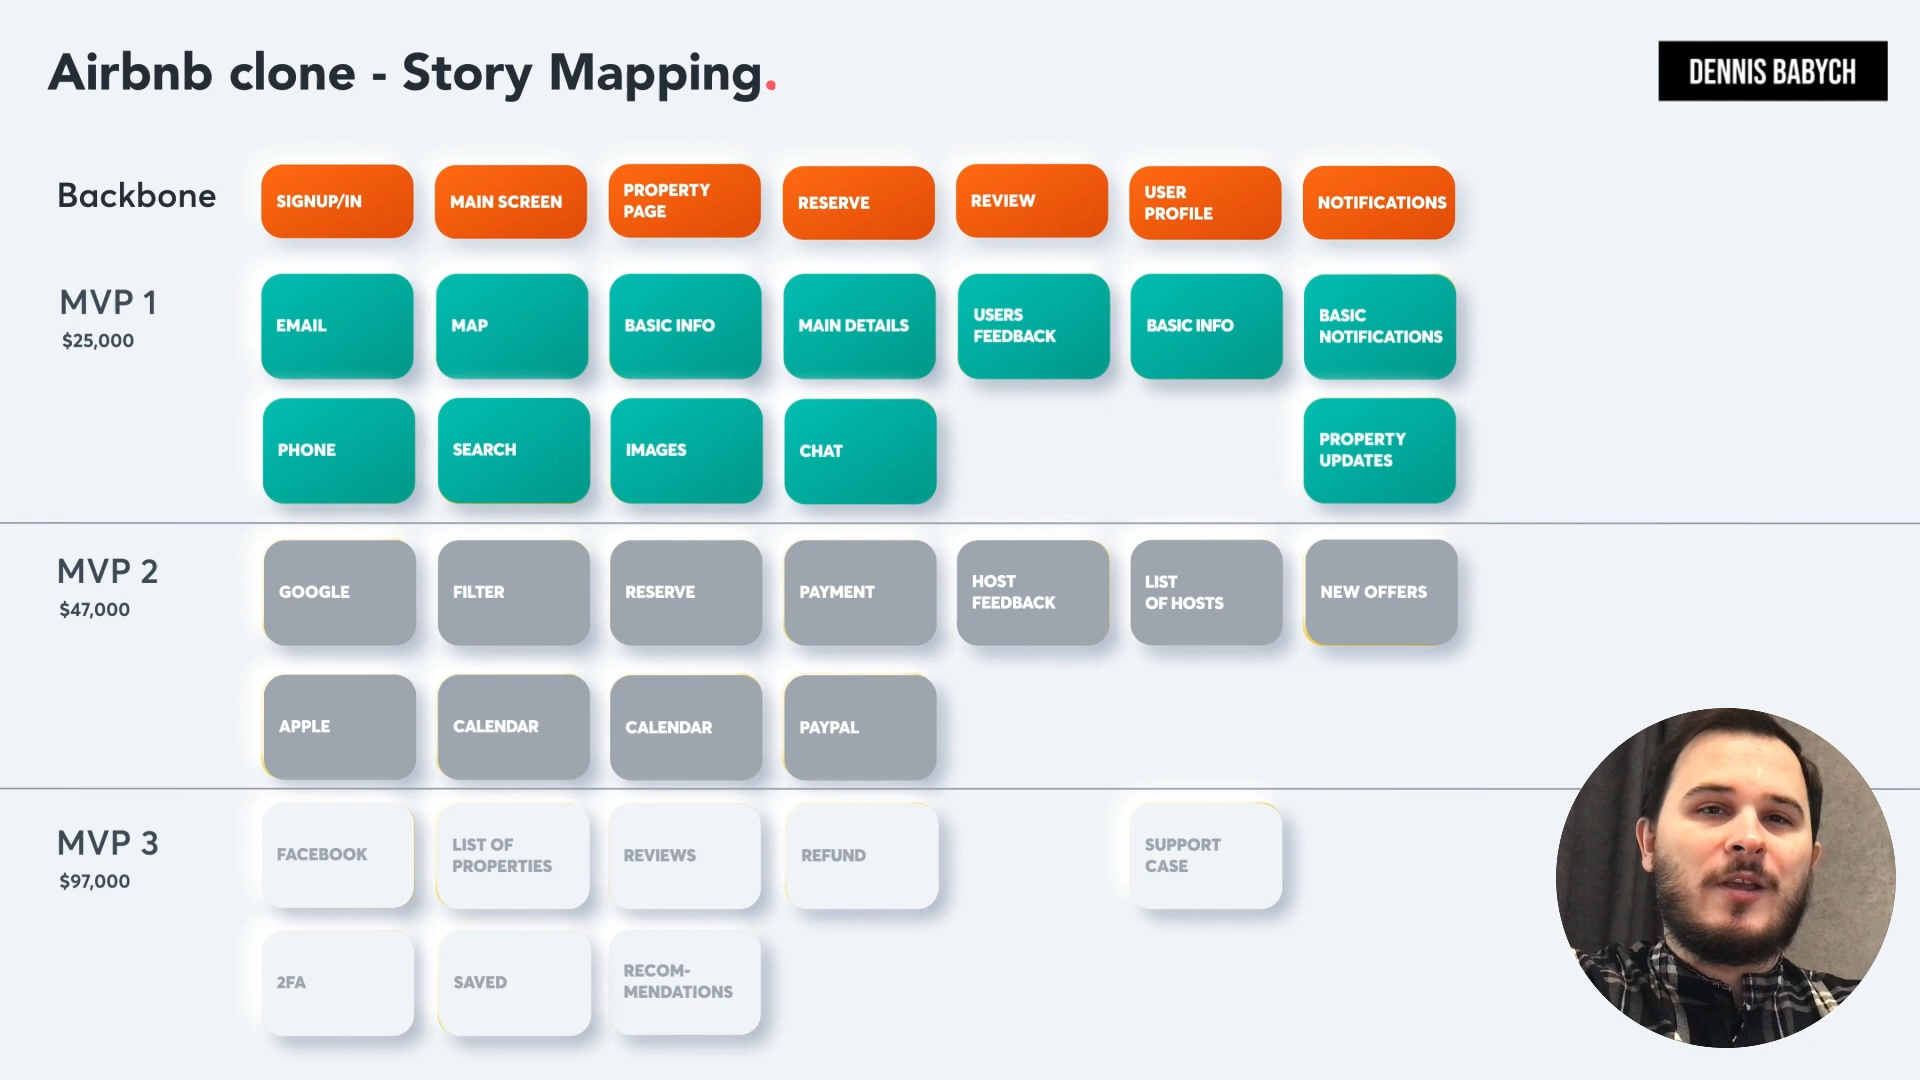 Airbnb clone - Story Mapping.
DENNIS BABYCH
Backbone
SIGNUP/IN
MAIN SCREEN
PROPERTY
PAGE
RESERVE
REVIEW
USER
PROFILE
NOTIFICATIONS
MVP 1
$25,000
EMAIL
MAP
BASIC INFO
MAIN DETAILS
USERS
FEEDBACK
BASIC INFO
BASIC
NOTIFICATIONS
PHONE
SEARCH
IMAGES
CHAT
PROPERTY
UPDATES
MVP 2
$47,000
GOOGLE
FILTER
RESERVE
PAYMENT
HOST
FEEDBACK
LIST
OF HOSTS
NEW OFFERS
APPLE
CALENDAR
CALENDAR
PAYPAL
MVP 3
$97,000
FACEBOOK
LIST OF
PROPERTIES
REVIEWS
REFUND
SUPPORT
CASE
2FA
SAVED
RECOM-
MENDATIONS